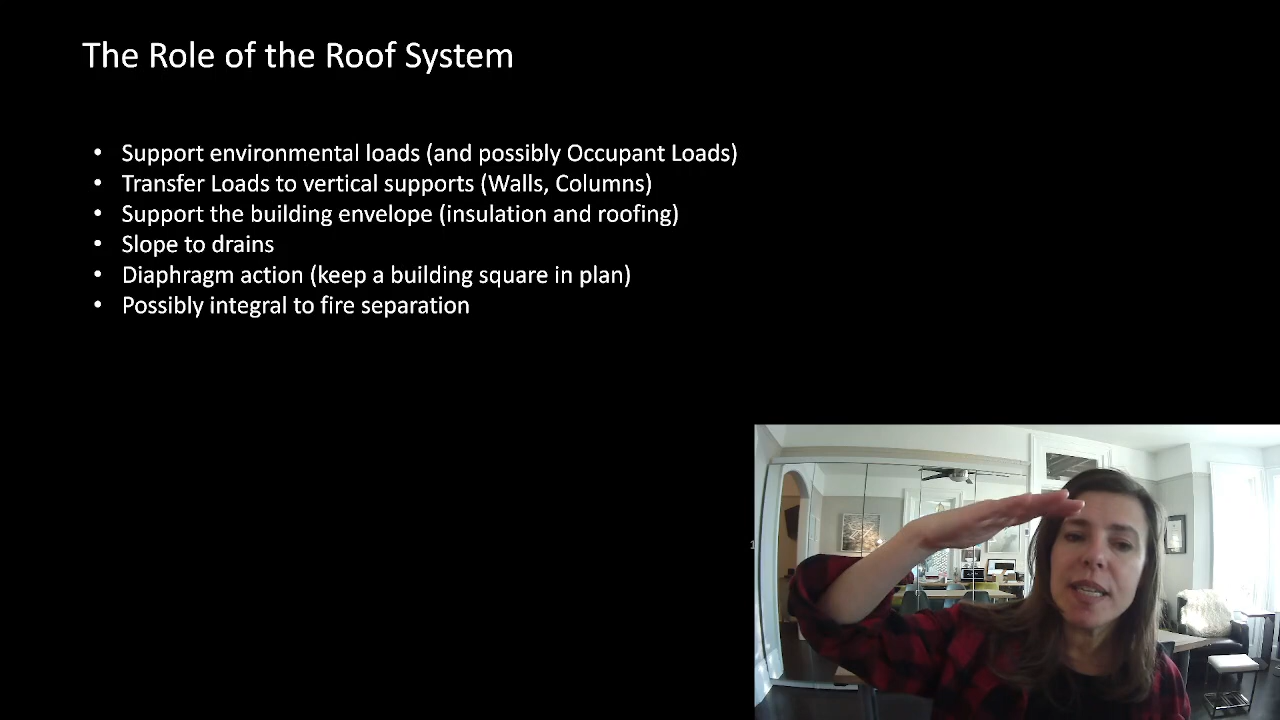 The Role of the Roof System
• Support environmental loads (and possibly Occupant Loads)
• Transfer Loads to vertical supports (Walls, Columns)
• Support the building envelope (insulation and roofing)
• Slope to drains
• Diaphragm action (keep a building square in plan)
• Possibly integral to fire separation
1